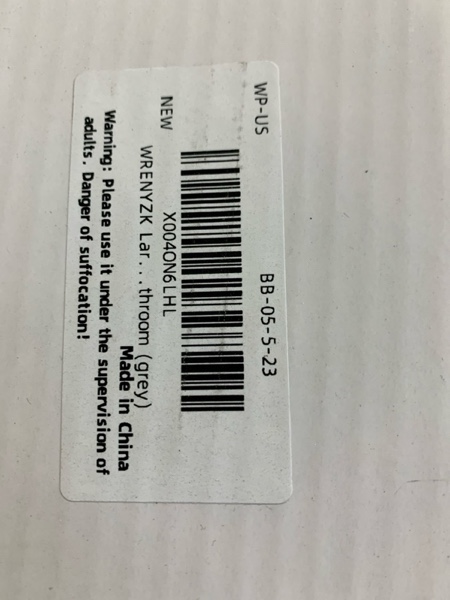 WP-US BB-05-5-23
X004ON6LHL
WRENYZK Lar...throom (grey)
NEW
Made in China
Warning: Please use it under the supervision of
adults. Danger of suffocation!